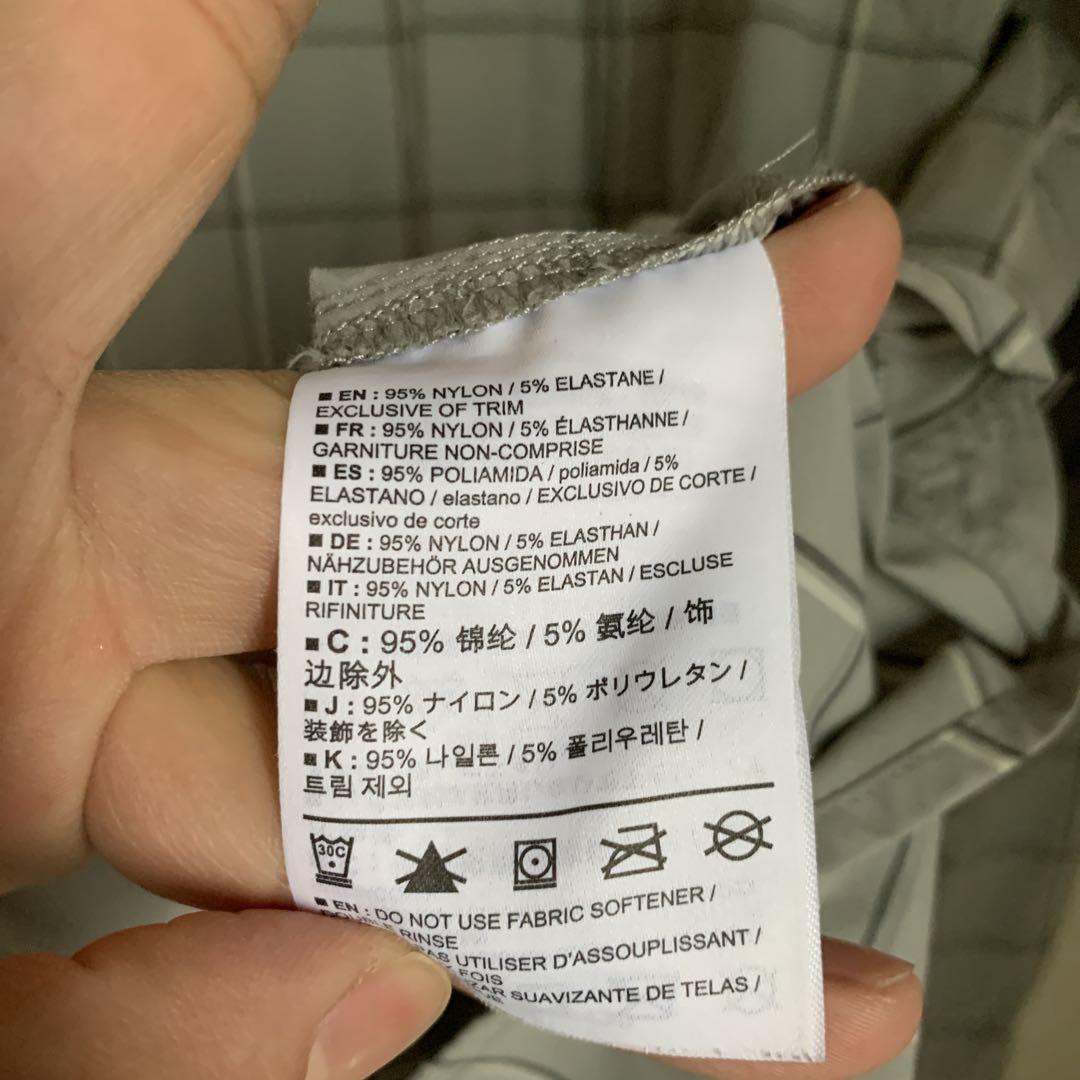 ■ EN : 95% NYLON / 5% ELASTANE /
EXCLUSIVE OF TRIM
■ FR : 95% NYLON / 5% ÉLASTHANNE /
GARNITURE NON-COMPRISE
■ ES : 95% POLIAMIDA / poliamida / 5%
ELASTANO / elastano / EXCLUSIVO DE CORTE /
exclusivo de corte
■ DE : 95% NYLON / 5% ELASTHAN /
NÄHZUBEHÖR AUSGENOMMEN
■ IT : 95% NYLON / 5% ELASTAN / ESCLUSE
RIFINITURE
■ C : 95% 锦纶 / 5% 氨纶 / 饰
边除外
■ J : 95% ナイロン / 5% ポリウレタン /
装飾を除く
■ K : 95% 나일론 / 5% 폴리우레탄 /
트림 제외
30C
■ EN : DO NOT USE FABRIC SOFTENER /
RINSE
UTILISER D'ASSOUPLISSANT /
FOIS
SUAVIZANTE DE TELAS /